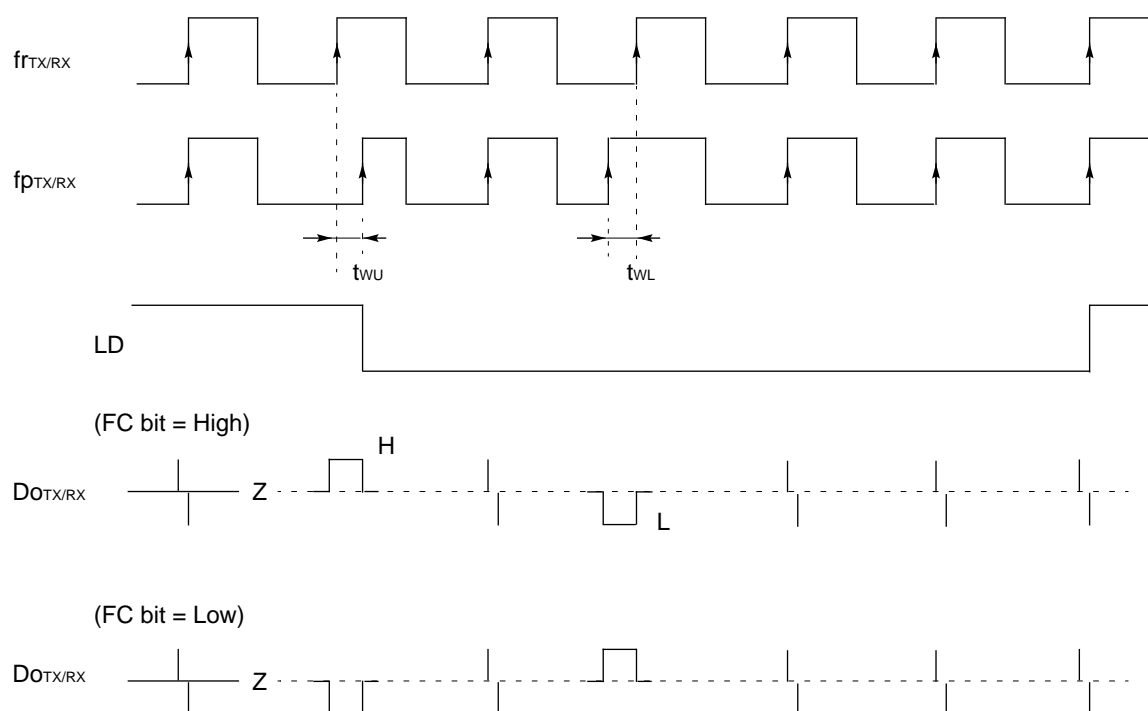 frTX/RX
fpTX/RX
tWU
tWL
LD
(FC bit = High)
H
DoTX/RX
Z
L
(FC bit = Low)
DoTX/RX
Z